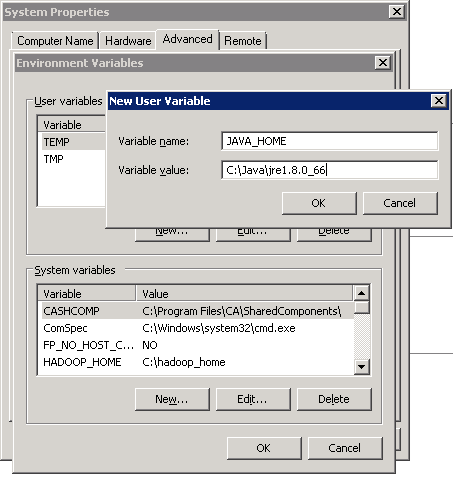 System Properties
Computer Name Hardware Advanced Remote
Environment Variables
User variables
Variable
TEMP
TMP
New User Variable
Variable name: JAVA_HOME
Variable value: C:\Java\jre1.8.0_66
OK Cancel
New... Edit... Delete
System variables
Variable Value
CASHCOMP C:\Program Files\CA\SharedComponents\
ComSpec C:\Windows\system32\cmd.exe
FP_NO_HOST_C... NO
HADOOP_HOME C:\hadoop_home
New... Edit... Delete
OK Cancel